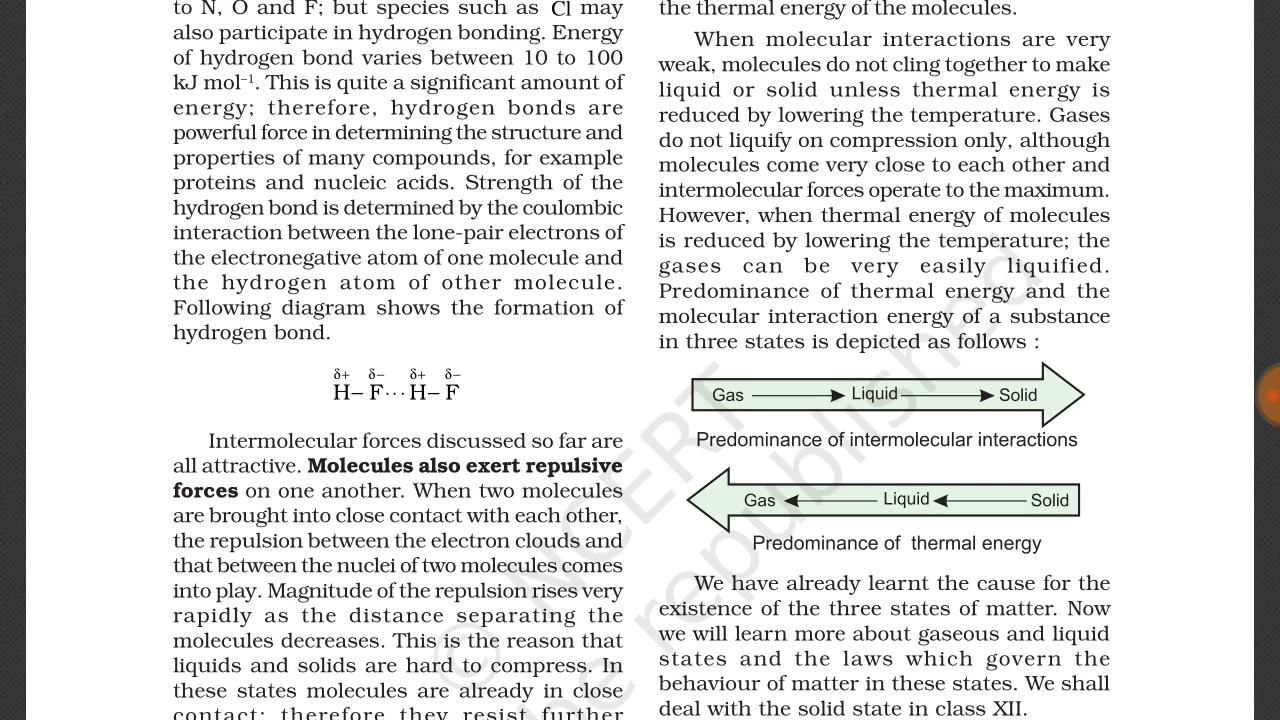 to N, O and F; but species such as Cl may
also participate in hydrogen bonding. Energy
of hydrogen bond varies between 10 to 100
kJ mol⁻¹. This is quite a significant amount of
energy; therefore, hydrogen bonds are
powerful force in determining the structure and
properties of many compounds, for example
proteins and nucleic acids. Strength of the
hydrogen bond is determined by the coulombic
interaction between the lone-pair electrons of
the electronegative atom of one molecule and
the hydrogen atom of other molecule.
Following diagram shows the formation of
hydrogen bond.
δ+ δ– δ+ δ–
H– F···H– F
Intermolecular forces discussed so far are
all attractive. Molecules also exert repulsive
forces on one another. When two molecules
are brought into close contact with each other,
the repulsion between the electron clouds and
that between the nuclei of two molecules comes
into play. Magnitude of the repulsion rises very
rapidly as the distance separating the
molecules decreases. This is the reason that
liquids and solids are hard to compress. In
these states molecules are already in close
contact; therefore they resist further
the thermal energy of the molecules.
When molecular interactions are very
weak, molecules do not cling together to make
liquid or solid unless thermal energy is
reduced by lowering the temperature. Gases
do not liquify on compression only, although
molecules come very close to each other and
intermolecular forces operate to the maximum.
However, when thermal energy of molecules
is reduced by lowering the temperature; the
gases can be very easily liquified.
Predominance of thermal energy and the
molecular interaction energy of a substance
in three states is depicted as follows :
Gas Liquid Solid
Predominance of intermolecular interactions
Gas Liquid Solid
Predominance of thermal energy
We have already learnt the cause for the
existence of the three states of matter. Now
we will learn more about gaseous and liquid
states and the laws which govern the
behaviour of matter in these states. We shall
deal with the solid state in class XII.
© NCERT
be republished